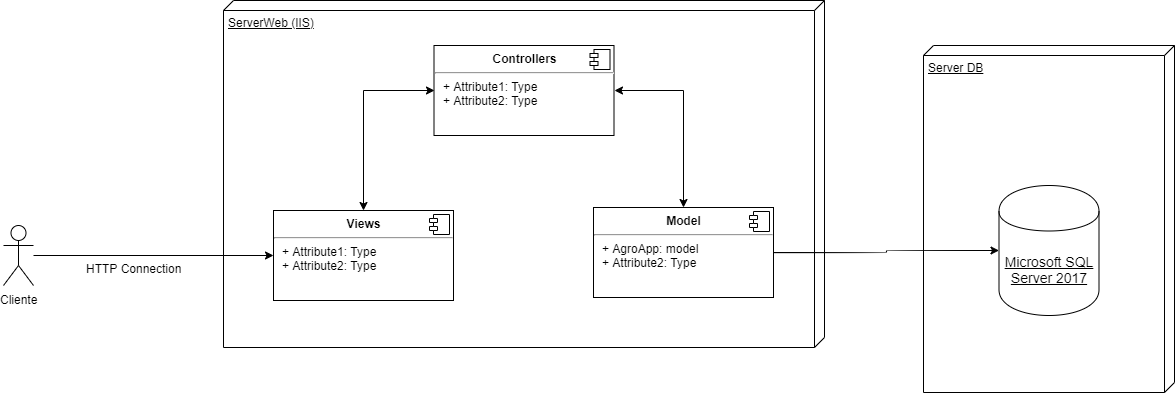 ServerWeb (IIS)
Controllers
+ Attribute1: Type
+ Attribute2: Type
Server DB
Views
+ Attribute1: Type
+ Attribute2: Type
Model
+ AgroApp: model
+ Attribute2: Type
HTTP Connection
Cliente
Microsoft SQL
Server 2017